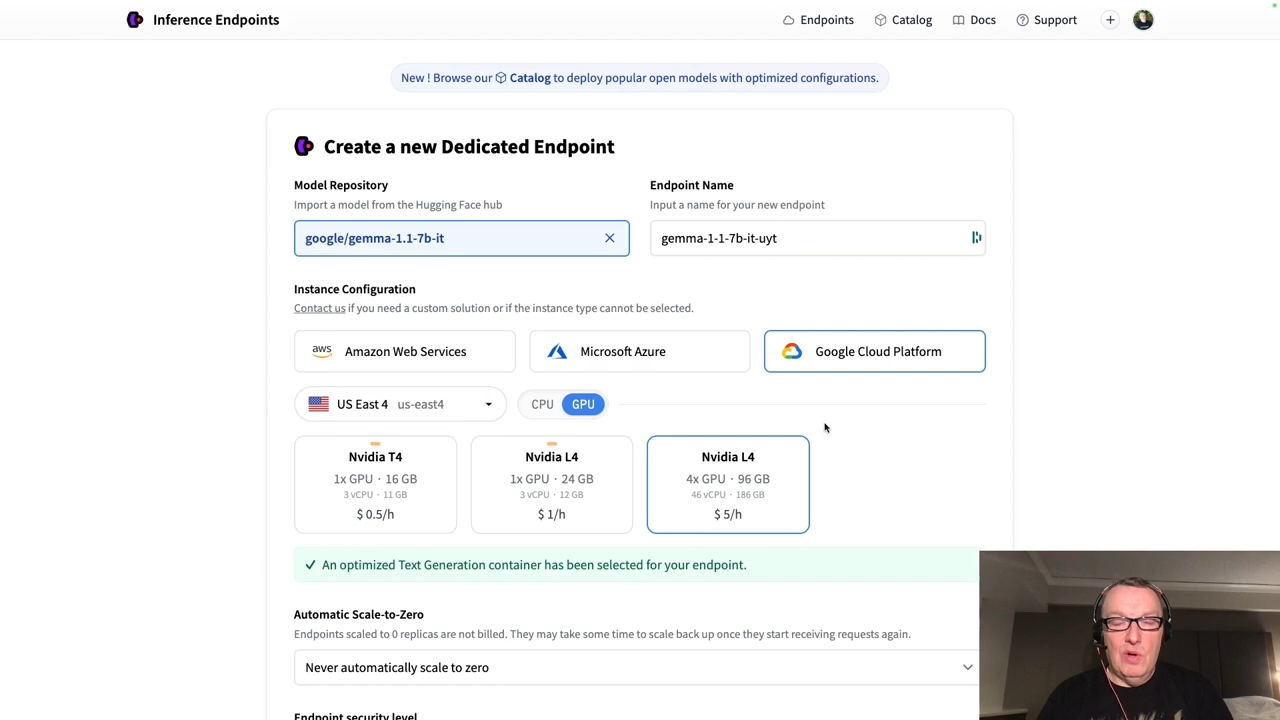 Inference Endpoints
Endpoints
Catalog
Docs
Support
New ! Browse our Catalog to deploy popular open models with optimized configurations.
Create a new Dedicated Endpoint
Model Repository
Import a model from the Hugging Face hub
google/gemma-1.1-7b-it
Endpoint Name
Input a name for your new endpoint
gemma-1-1-7b-it-uyt
Instance Configuration
Contact us if you need a custom solution or if the instance type cannot be selected.
aws Amazon Web Services
Microsoft Azure
Google Cloud Platform
US East 4 us-east4
CPU GPU
Nvidia T4
1x GPU · 16 GB
3 vCPU · 11 GB
$ 0.5/h
Nvidia L4
1x GPU · 24 GB
3 vCPU · 12 GB
$ 1/h
Nvidia L4
4x GPU · 96 GB
46 vCPU · 186 GB
$ 5/h
An optimized Text Generation container has been selected for your endpoint.
Automatic Scale-to-Zero
Endpoints scaled to 0 replicas are not billed. They may take some time to scale back up once they start receiving requests again.
Never automatically scale to zero
Endpoint security level